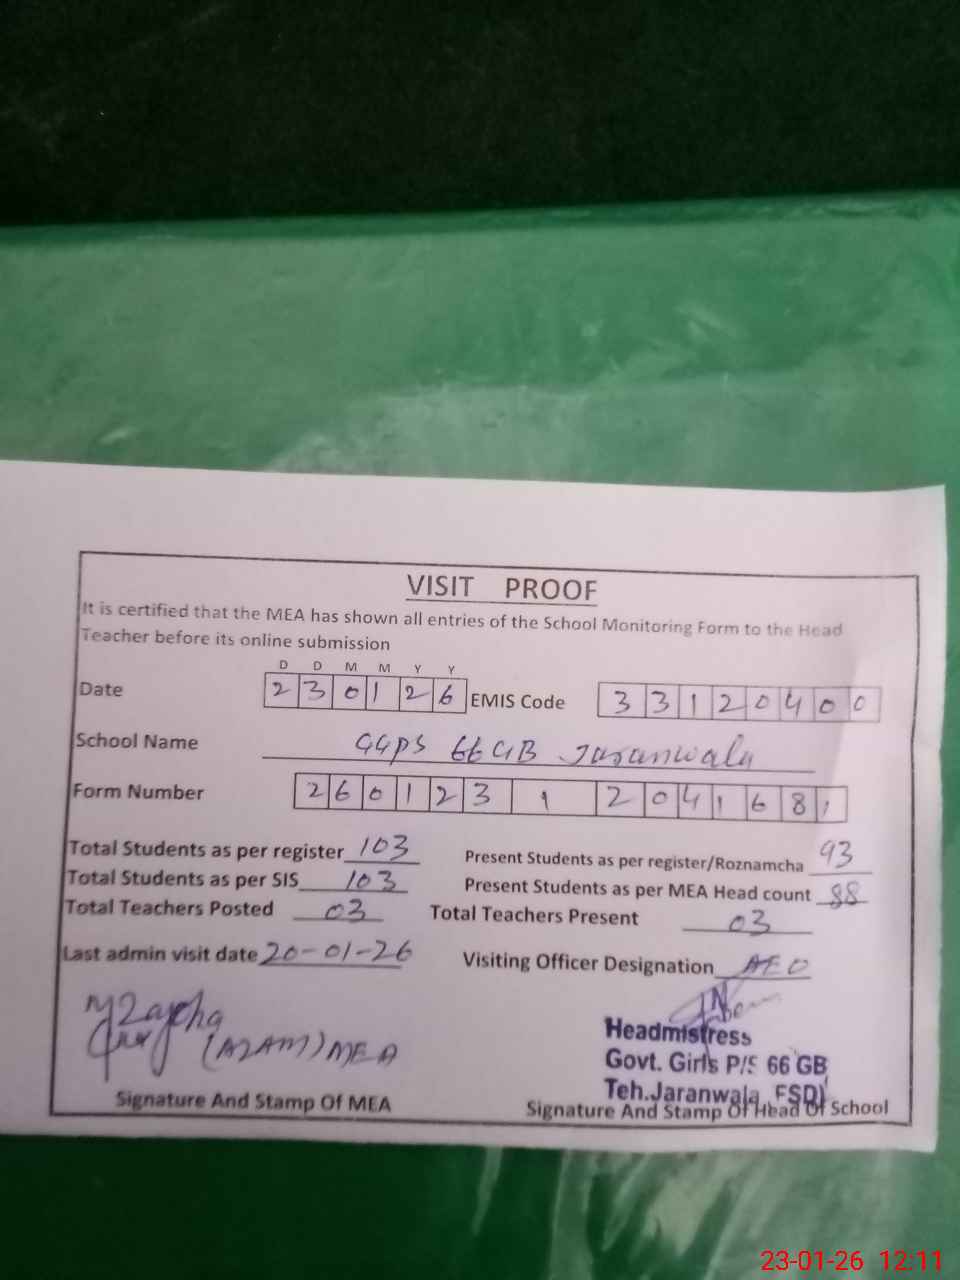 VISIT PROOF
It is certified that the MEA has shown all entries of the School Monitoring Form to the Head
Teacher before its online submission
D D M M Y Y
Date 2 3 0 1 2 6 EMIS Code 3 3 1 2 0 4 0 0
School Name GGPS 66 GB Jaranwala
Form Number 2 6 0 1 2 3 1 2 0 4 1 6 8 1
Total Students as per register 103 Present Students as per register/Roznamcha 93
Total Students as per SIS 103 Present Students as per MEA Head count 88
Total Teachers Posted 03 Total Teachers Present 03
Last admin visit date 20-01-26 Visiting Officer Designation AEO
(AZAM) MEA
Headmistress
Govt. Girls P/S 66 GB
Teh.Jaranwala FSD)
Signature And Stamp Of MEA Signature And Stamp Of Head Of School
23-01-26 12:11